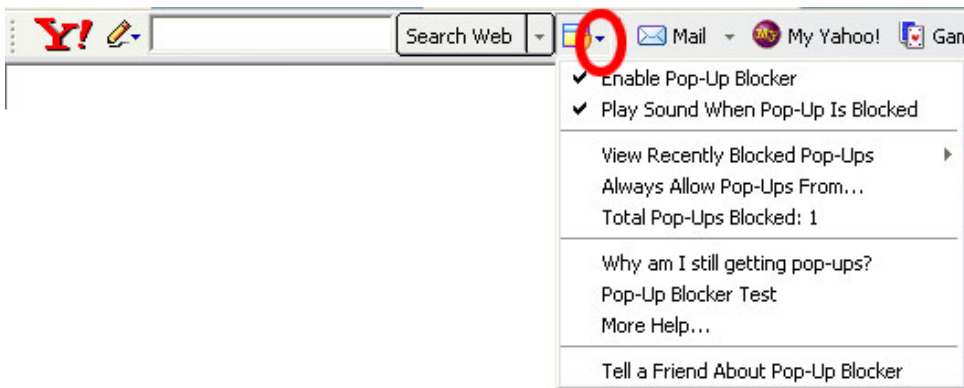 Y! Search Web Mail My Yahoo! Gam
Enable Pop-Up Blocker
Play Sound When Pop-Up Is Blocked
View Recently Blocked Pop-Ups
Always Allow Pop-Ups From...
Total Pop-Ups Blocked: 1
Why am I still getting pop-ups?
Pop-Up Blocker Test
More Help...
Tell a Friend About Pop-Up Blocker